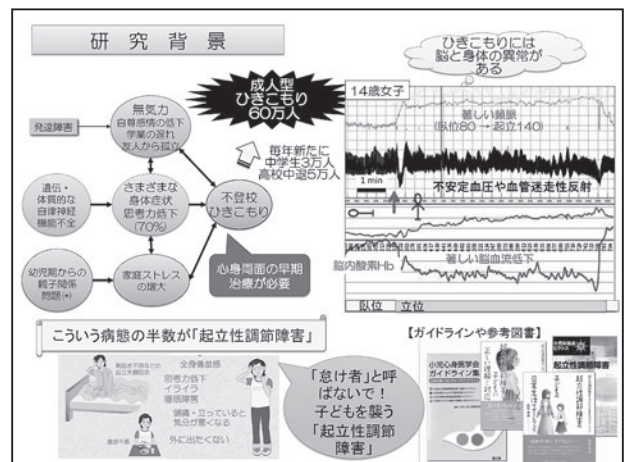 研究背景
ひきこもりには
脳と身体の異常が
ある
成人型
ひきこもり
60万人
無気力
自尊感情の低下
学業の遅れ
友人から孤立
発達障害
毎年新たに
中学生3万人
高校中退5万人
遺伝・
体質的な
自律神経
機能不全
さまざまな
身体症状
思考力低下
(70%)
不登校
ひきこもり
幼児期からの
親子関係
問題(*)
家庭ストレス
の増大
心身両面の早期
治療が必要
14歳女子
著しい頻脈
(臥位80 → 起立140)
1 min
不安定血圧や血管迷走性反射
脳内酸素Hb
著しい脳血流低下
臥位
立位
こういう病態の半数が「起立性調節障害」
全身倦怠感
思考力低下
イライラ
睡眠障害
頭痛・立っていると
気分が悪くなる
食欲不振
外に出たくない
「怠け者」と呼
ばないで！
子どもを襲う
「起立性調節
障害」
【ガイドラインや参考図書】
小児心身医学会
ガイドライン集
起立性調節障害